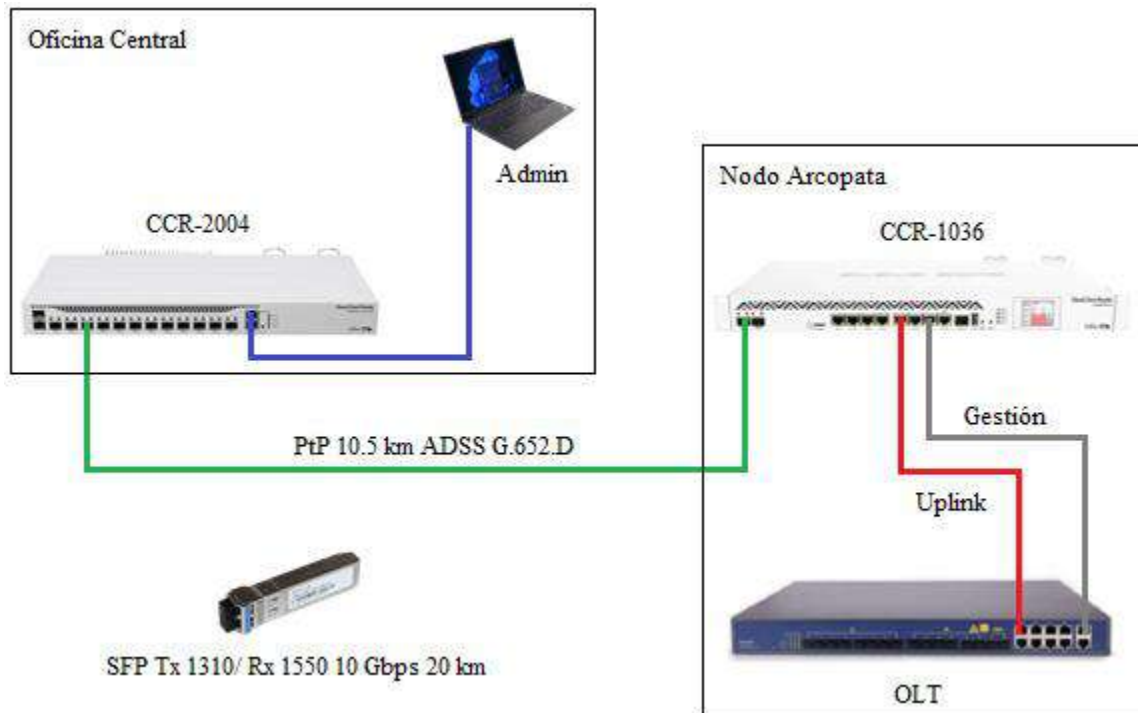 Oficina Central
Admin
CCR-2004
Nodo Arcopata
CCR-1036
Gestión
PtP 10.5 km ADSS G.652.D
Uplink
SFP Tx 1310/ Rx 1550 10 Gbps 20 km
OLT